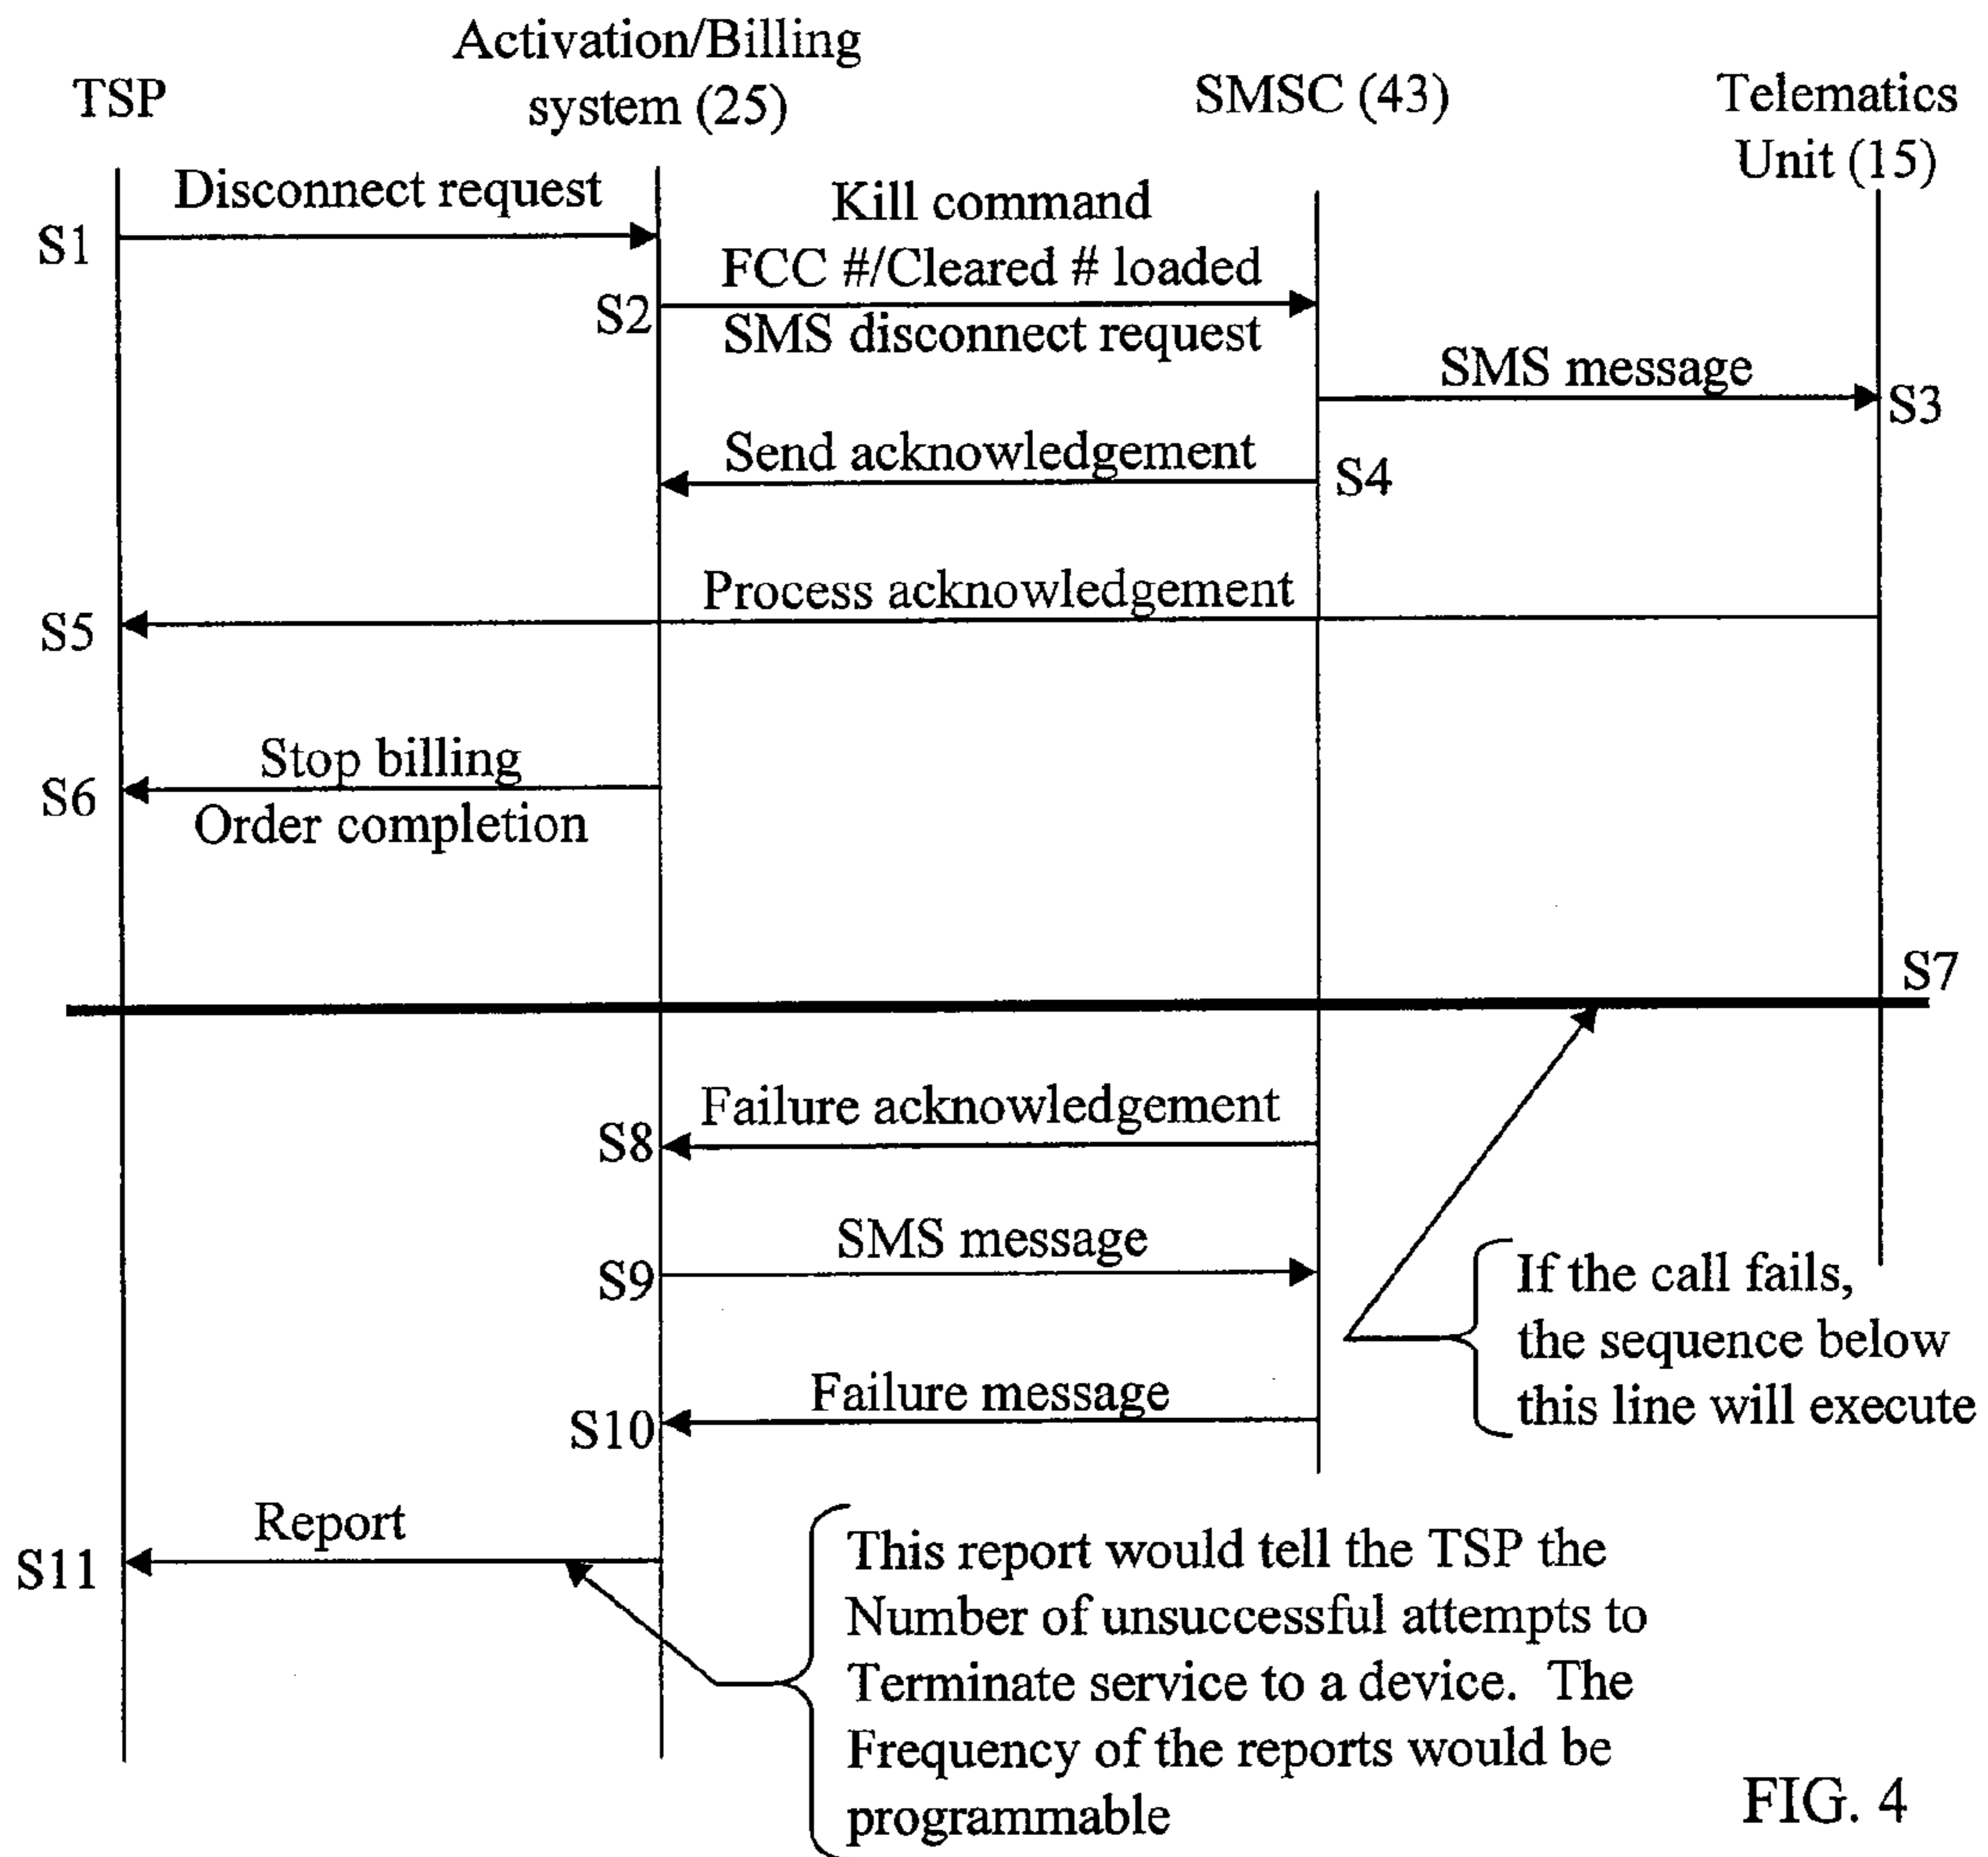 Activation/Billing
TSP
system (25)
SMSC (43)
Telematics
Unit (15)
Disconnect request
S1
Kill command
FCC #/Cleared # loaded
S2
SMS disconnect request
SMS message
S3
Send acknowledgement
S4
Process acknowledgement
S5
Stop billing
S6
Order completion
S7
Failure acknowledgement
S8
SMS message
S9
If the call fails,
the sequence below
this line will execute
Failure message
S10
Report
S11
This report would tell the TSP the
Number of unsuccessful attempts to
Terminate service to a device. The
Frequency of the reports would be
programmable
FIG. 4